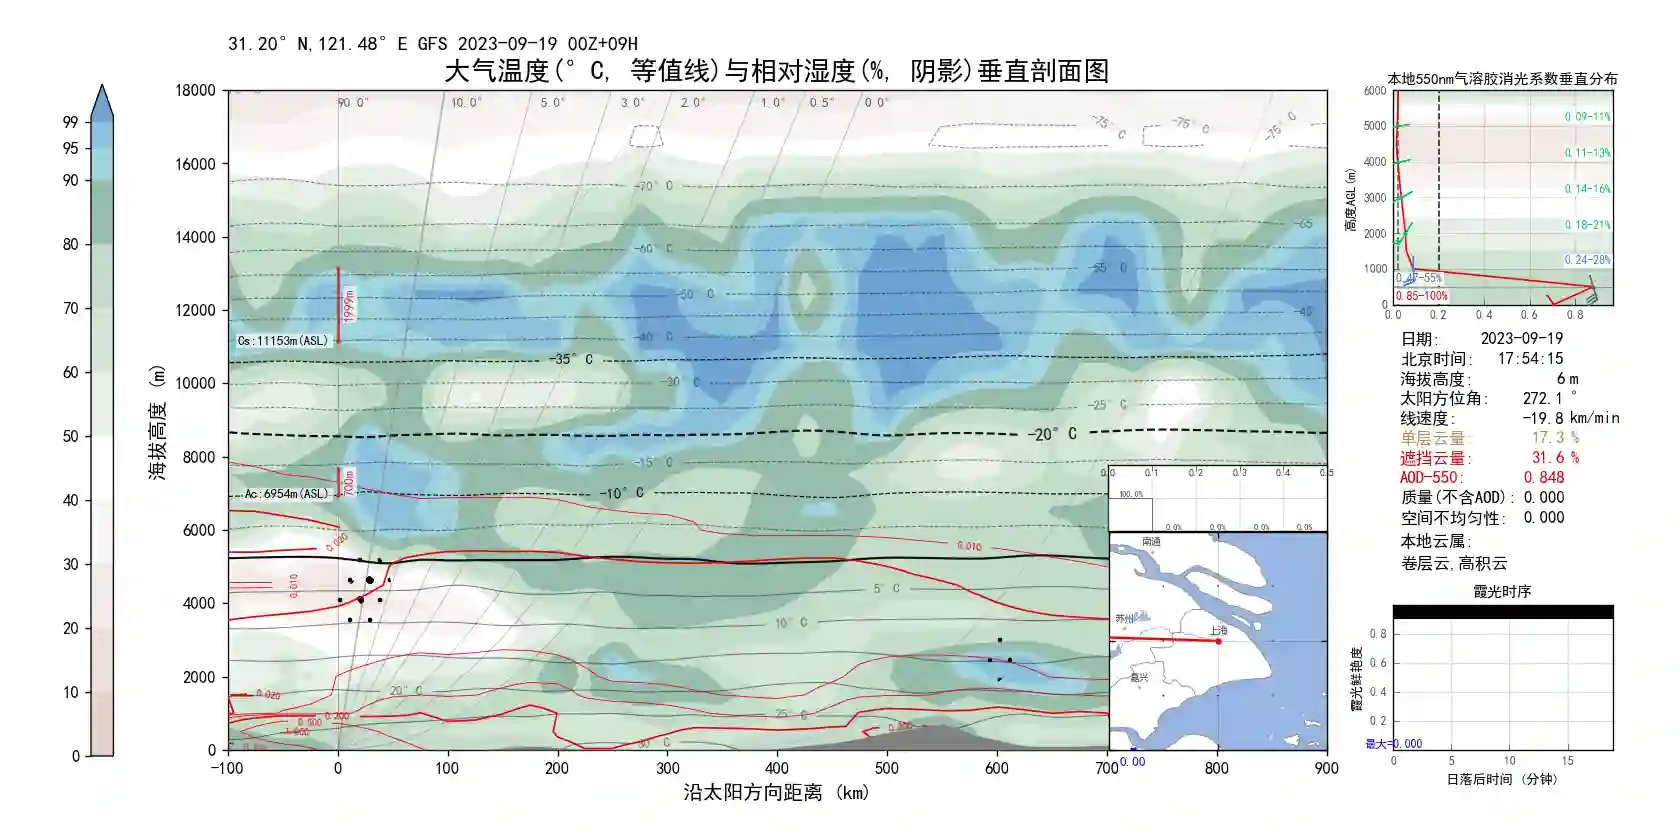 31.20° N,121.48° E GFS 2023-09-19 00Z+09H
大气温度(° C, 等值线)与相对湿度(%, 阴影)垂直剖面图
99
95
90
80
70
60
50
40
30
20
10
0
海拔高度 (m)
18000
16000
14000
12000
10000
8000
6000
4000
2000
0
90.0° 10.0° 5.0° 3.0° 2.0° 1.0° 0.5° 0.0°
-75° C -75° C -75° C
-70° C
-65
-60° C
-55° C
-50° C
1999m
-40° C
Cs:11153m(ASL)
-35° C
-30° C
-25° C
-20° C
-15° C
700m
Ac:6954m(ASL)
-10° C
0.020
0.010
0.010
5° C
10° C
20° C
0.020
25° C
0.200
0.500
0.0 0.1 0.2 0.3 0.4 0.5
100.0%
0.0% 0.0% 0.0% 0.0%
南通
苏州
上海
嘉兴
0.00
-100 0 100 200 300 400 500 600 700 800 900
沿太阳方向距离 (km)
本地550nm气溶胶消光系数垂直分布
高度AGL(m)
6000
5000
4000
3000
2000
1000
0
0.09-11%
0.11-13%
0.14-16%
0.18-21%
0.24-28%
0.47-55%
0.85-100%
0.0 0.2 0.4 0.6 0.8
日期: 2023-09-19
北京时间: 17:54:15
海拔高度: 6 m
太阳方位角: 272.1 °
线速度: -19.8 km/min
单层云量: 17.3 %
遮挡云量: 31.6 %
AOD-550: 0.848
质量(不含AOD): 0.000
空间不均匀性: 0.000
本地云属:
卷层云,高积云
霞光时序
霞光鲜艳度
0.8
0.6
0.4
0.2
最大=0.000
0 5 10 15
日落后时间 (分钟)